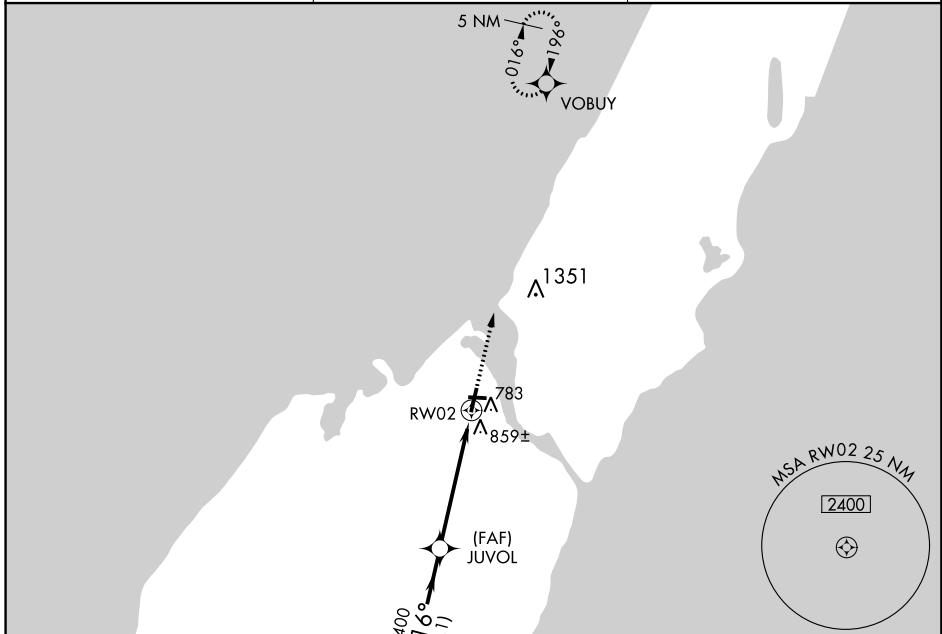 5 NM
016°
196°
VOBUY
1351
783
RW02
859±
MSA RW02 25 NM
2400
(FAF)
JUVOL